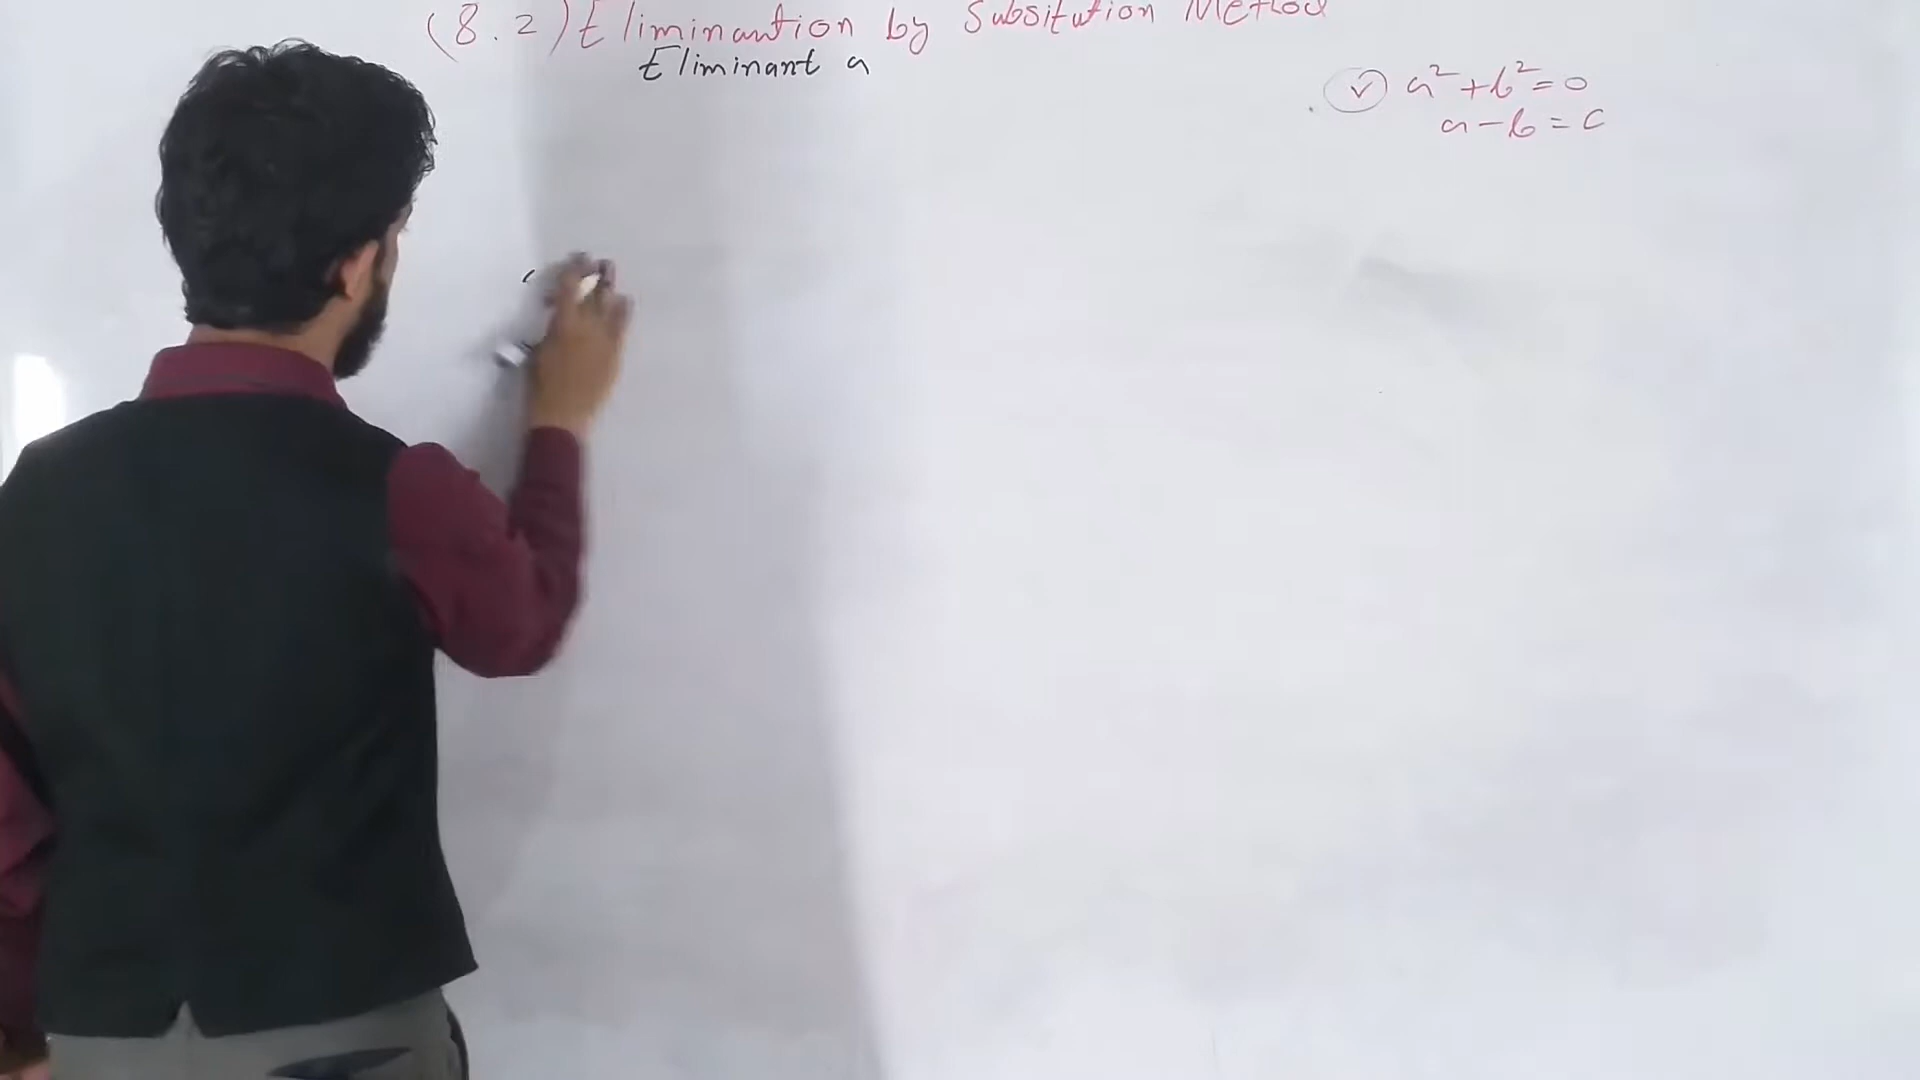 (8.2) Eliminantion by Subsitution Method
Eliminant a
(v) a² + b² = 0
a - b = c